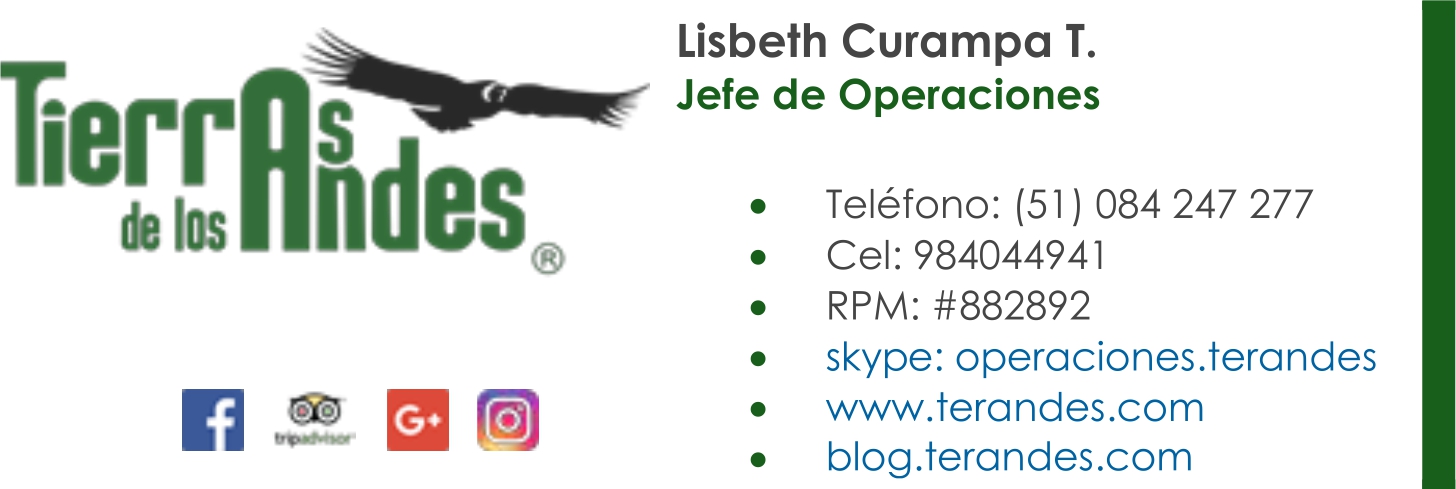 Tierras
de los Andes
®
Lisbeth Curampa T.
Jefe de Operaciones
Teléfono: (51) 084 247 277
Cel: 984044941
RPM: #882892
skype: operaciones.terandes
www.terandes.com
blog.terandes.com
f
tripadvisor
G+